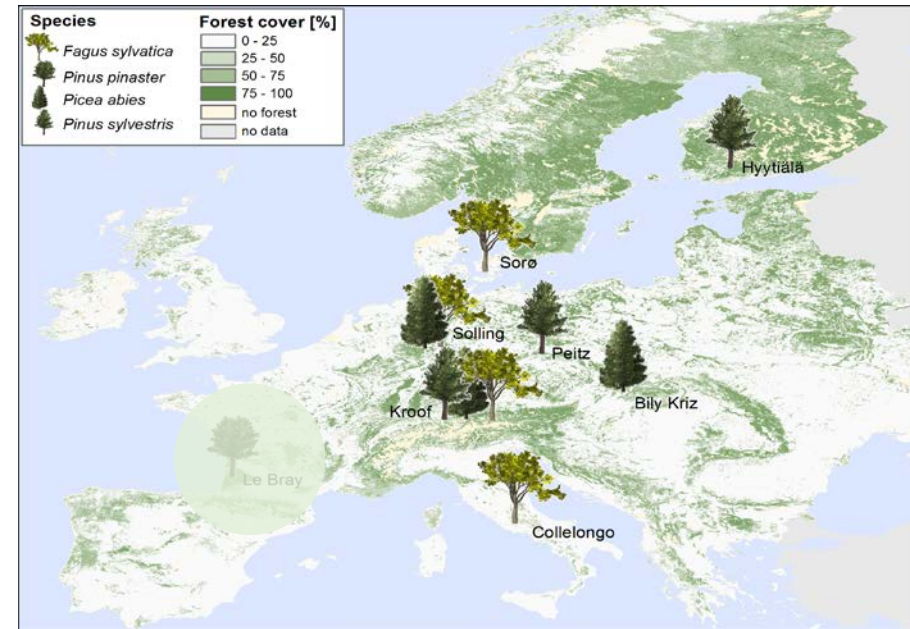 Species
Fagus sylvatica
Pinus pinaster
Picea abies
Pinus sylvestris
Forest cover [%]
0 - 25
25 - 50
50 - 75
75 - 100
no forest
no data
Hyytiälä
Sorø
Solling
Peitz
Bily Kriz
Kroof
Le Bray
Collelongo